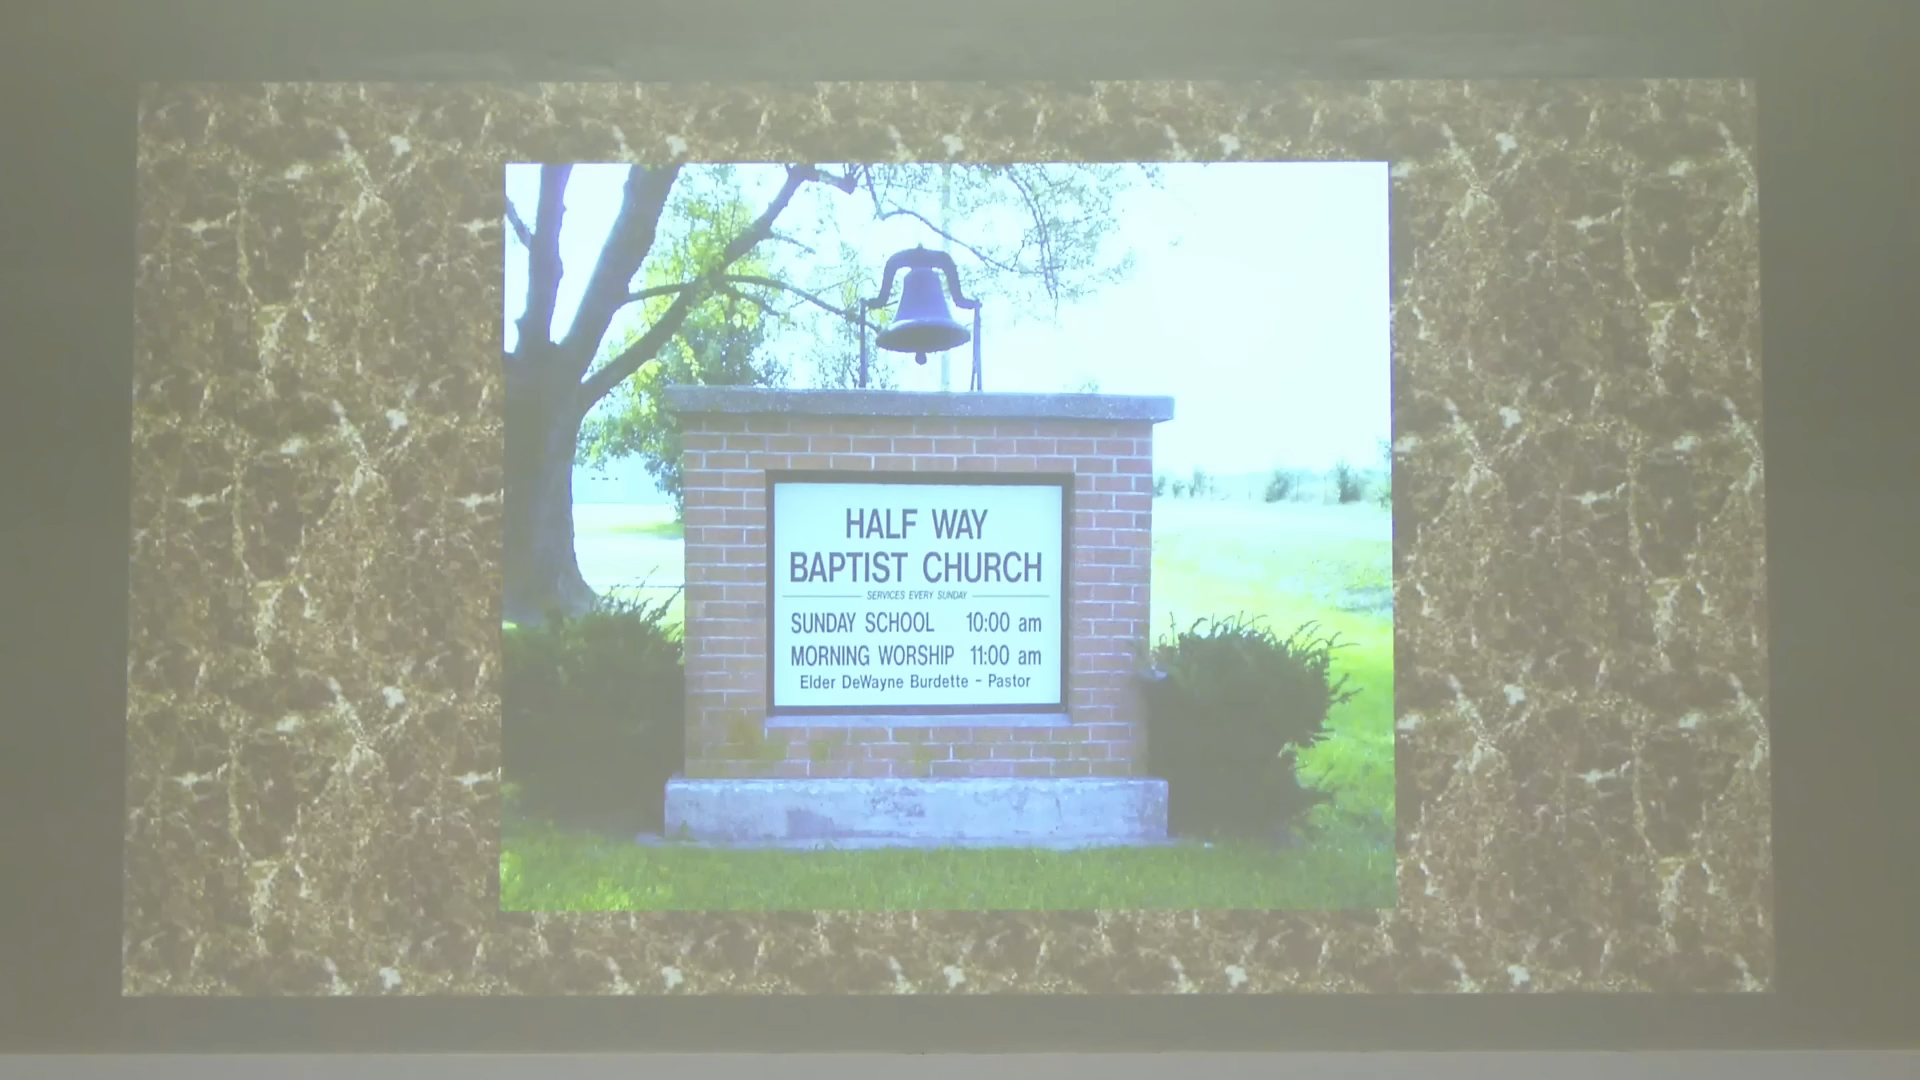 HALF WAY
BAPTIST CHURCH
SERVICES EVERY SUNDAY
SUNDAY SCHOOL 10:00 am
MORNING WORSHIP 11:00 am
Elder DeWayne Burdette - Pastor